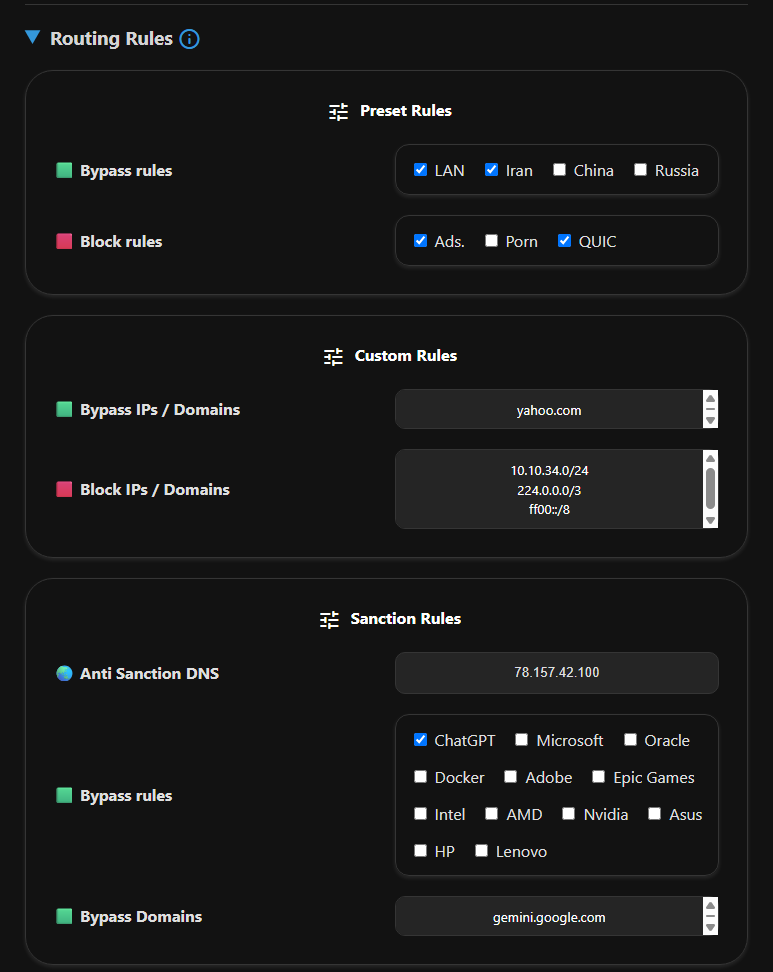 Routing Rules
Preset Rules
Bypass rules
LAN Iran China Russia
Block rules
Ads. Porn QUIC
Custom Rules
Bypass IPs / Domains
yahoo.com
Block IPs / Domains
10.10.34.0/24
224.0.0.0/3
ff00::/8
Sanction Rules
Anti Sanction DNS
78.157.42.100
Bypass rules
ChatGPT Microsoft Oracle
Docker Adobe Epic Games
Intel AMD Nvidia Asus
HP Lenovo
Bypass Domains
gemini.google.com